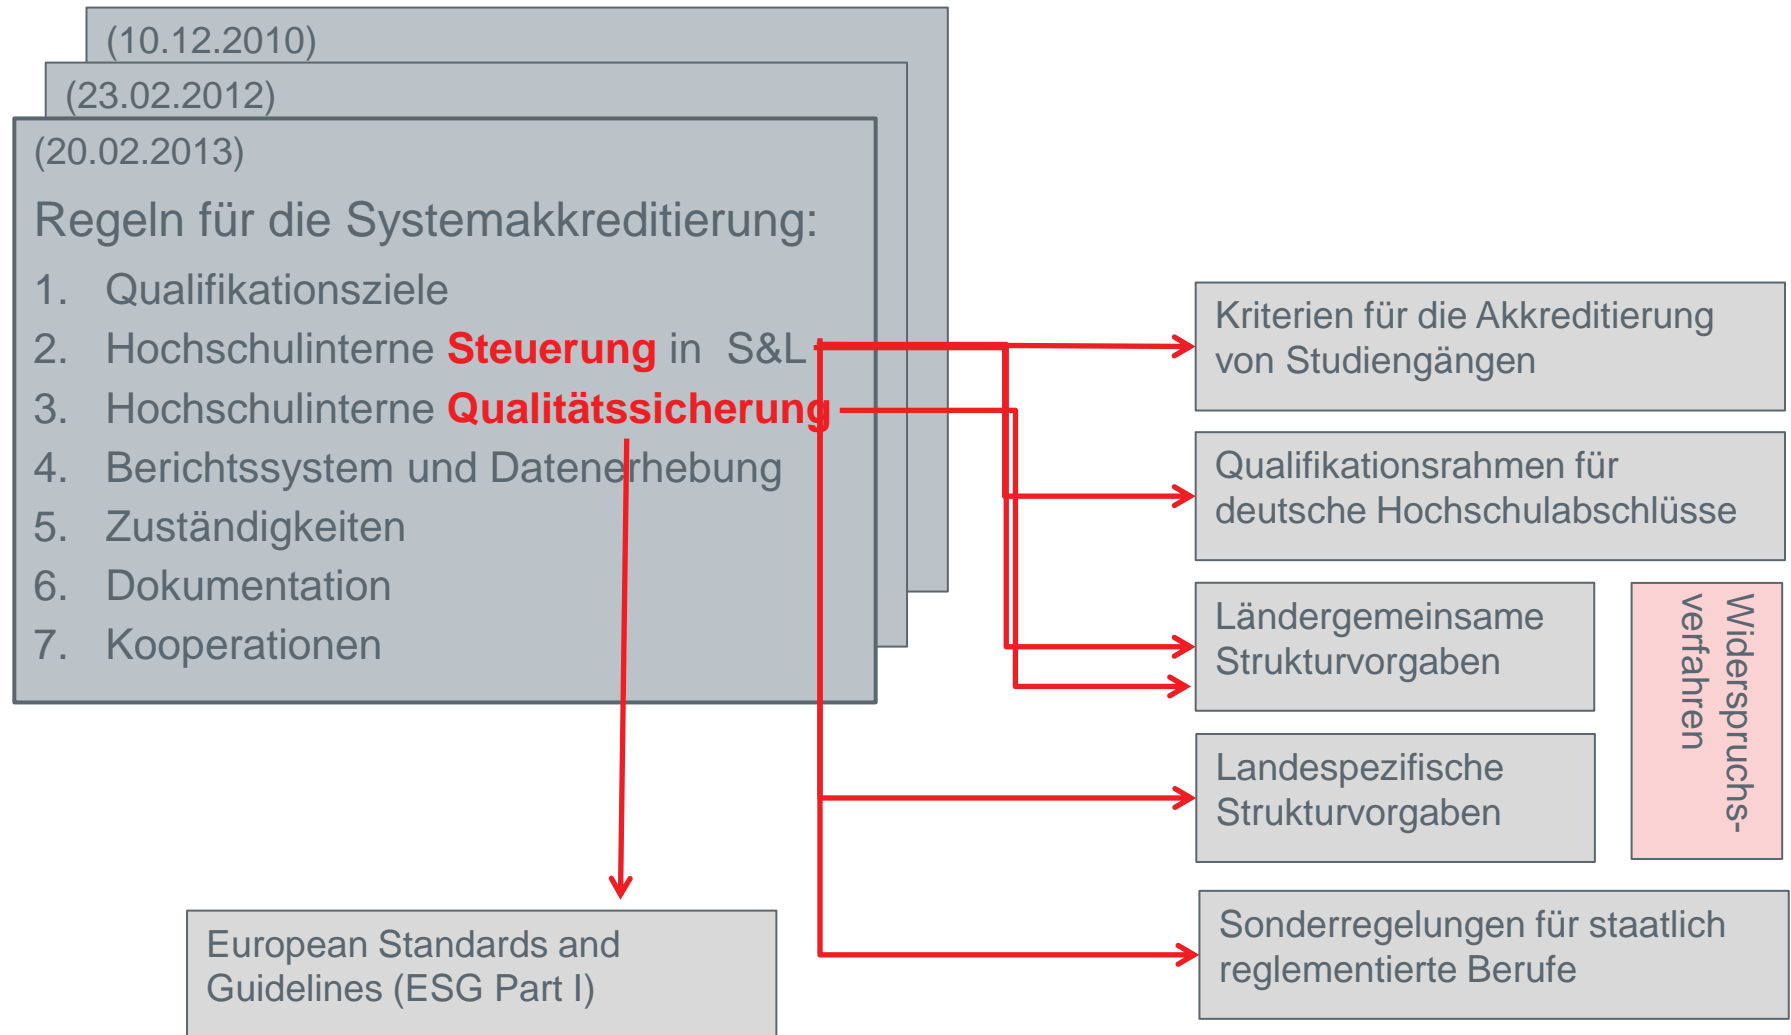 (10.12.2010)
(23.02.2012)
(20.02.2013)
Regeln für die Systemakkreditierung:
1. Qualifikationsziele
2. Hochschulinterne Steuerung in S&L
3. Hochschulinterne Qualitätssicherung
4. Berichtssystem und Datenerhebung
5. Zuständigkeiten
6. Dokumentation
7. Kooperationen
Kriterien für die Akkreditierung
von Studiengängen
Qualifikationsrahmen für
deutsche Hochschulabschlüsse
Ländergemeinsame
Strukturvorgaben
Landespezifische
Strukturvorgaben
Widerspruchs-
verfahren
Sonderregelungen für staatlich
reglementierte Berufe
European Standards and
Guidelines (ESG Part I)